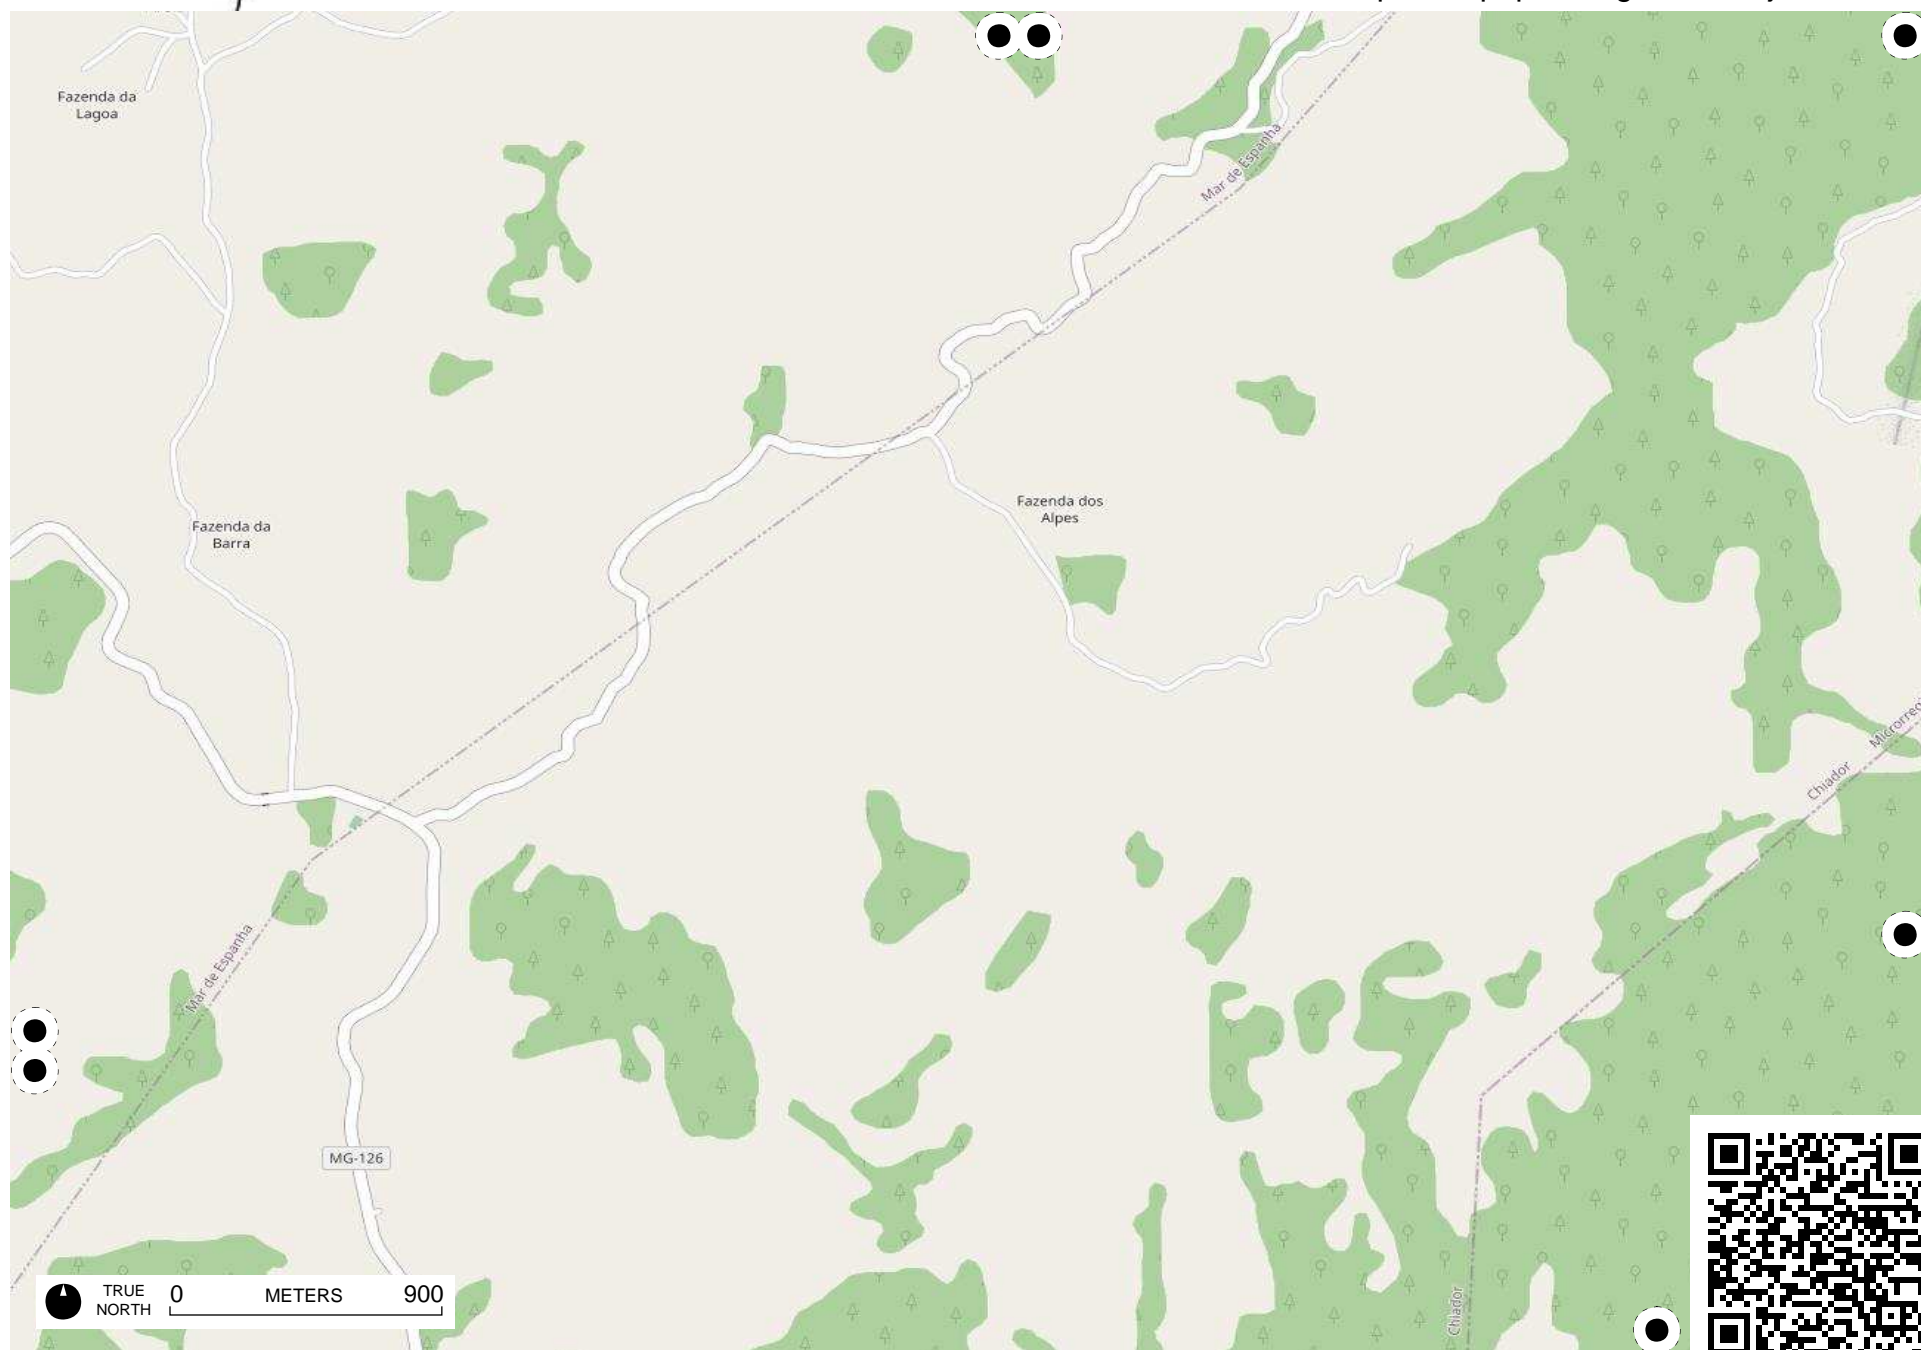 Fazenda da
Lagoa
Mar de Espanha
Fazenda dos
Alpes
Fazenda da
Barra
Chiador
Mar de Espanha
MG-126
TRUE
NORTH
0 METERS 900
Chiador